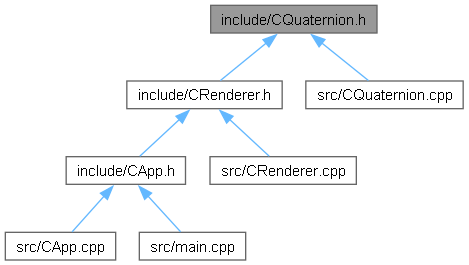 include/CQuaternion.h
include/CRenderer.h
src/CQuaternion.cpp
include/CApp.h
src/CRenderer.cpp
src/CApp.cpp
src/main.cpp